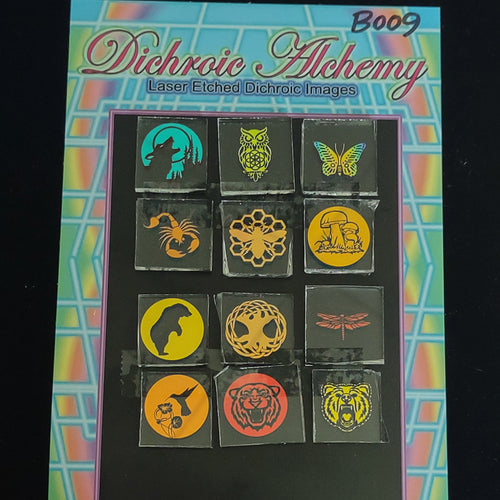 B009
Dichroic Alchemy
Laser Etched Dichroic Images